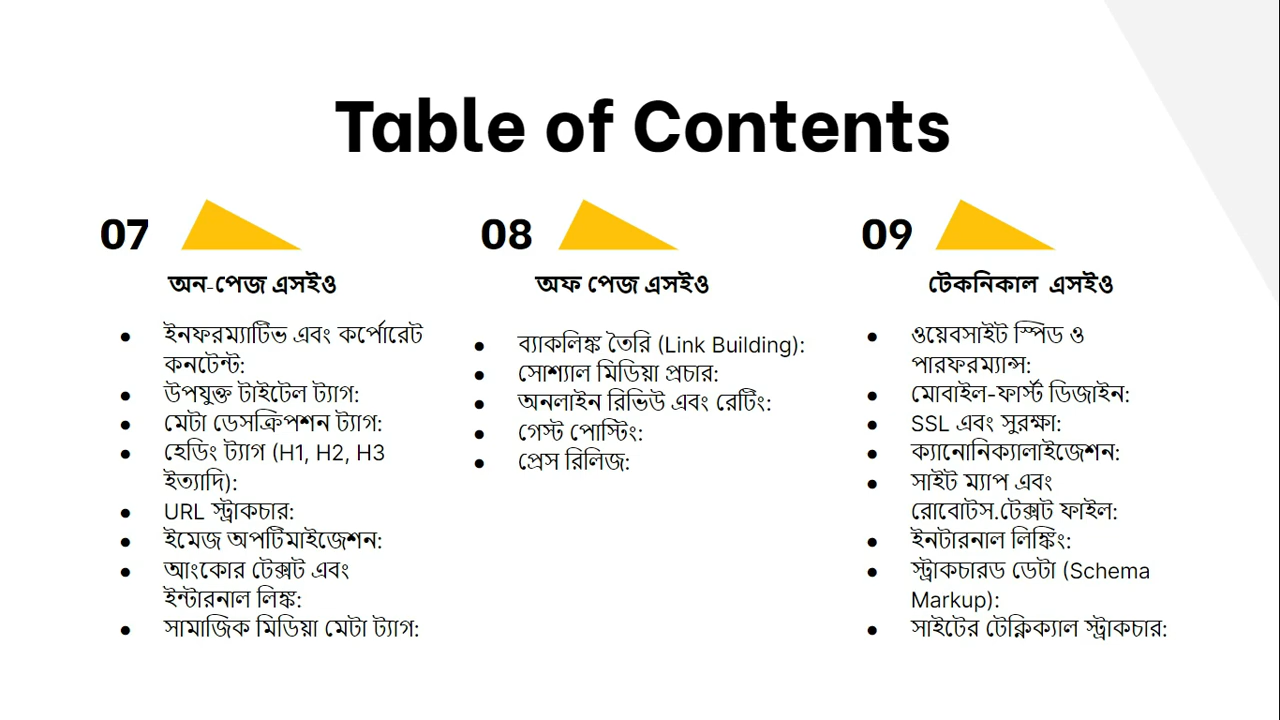 Table of Contents
07
অন-পেজ এসইও
ইনফরম্যাটিভ এবং কর্পোরেট
কনটেন্ট:
উপযুক্ত টাইটেল ট্যাগ:
মেটা ডেসক্রিপশন ট্যাগ:
হেডিং ট্যাগ (H1, H2, H3
ইত্যাদি):
URL স্ট্রাকচার:
ইমেজ অপটিমাইজেশন:
আংকোর টেক্সট এবং
ইন্টারনাল লিঙ্ক:
সামাজিক মিডিয়া মেটা ট্যাগ:
08
অফ পেজ এসইও
ব্যাকলিঙ্ক তৈরি (Link Building):
সোশ্যাল মিডিয়া প্রচার:
অনলাইন রিভিউ এবং রেটিং:
গেস্ট পোস্টিং:
প্রেস রিলিজ:
09
টেকনিকাল এসইও
ওয়েবসাইট স্পিড ও
পারফরম্যান্স:
মোবাইল-ফার্স্ট ডিজাইন:
SSL এবং সুরক্ষা:
ক্যানোনিক্যালাইজেশন:
সাইট ম্যাপ এবং
রোবোটস.টেক্সট ফাইল:
ইনটারনাল লিঙ্কিং:
স্ট্রাকচারড ডেটা (Schema
Markup):
সাইটের টেক্নিক্যাল স্ট্রাকচার: